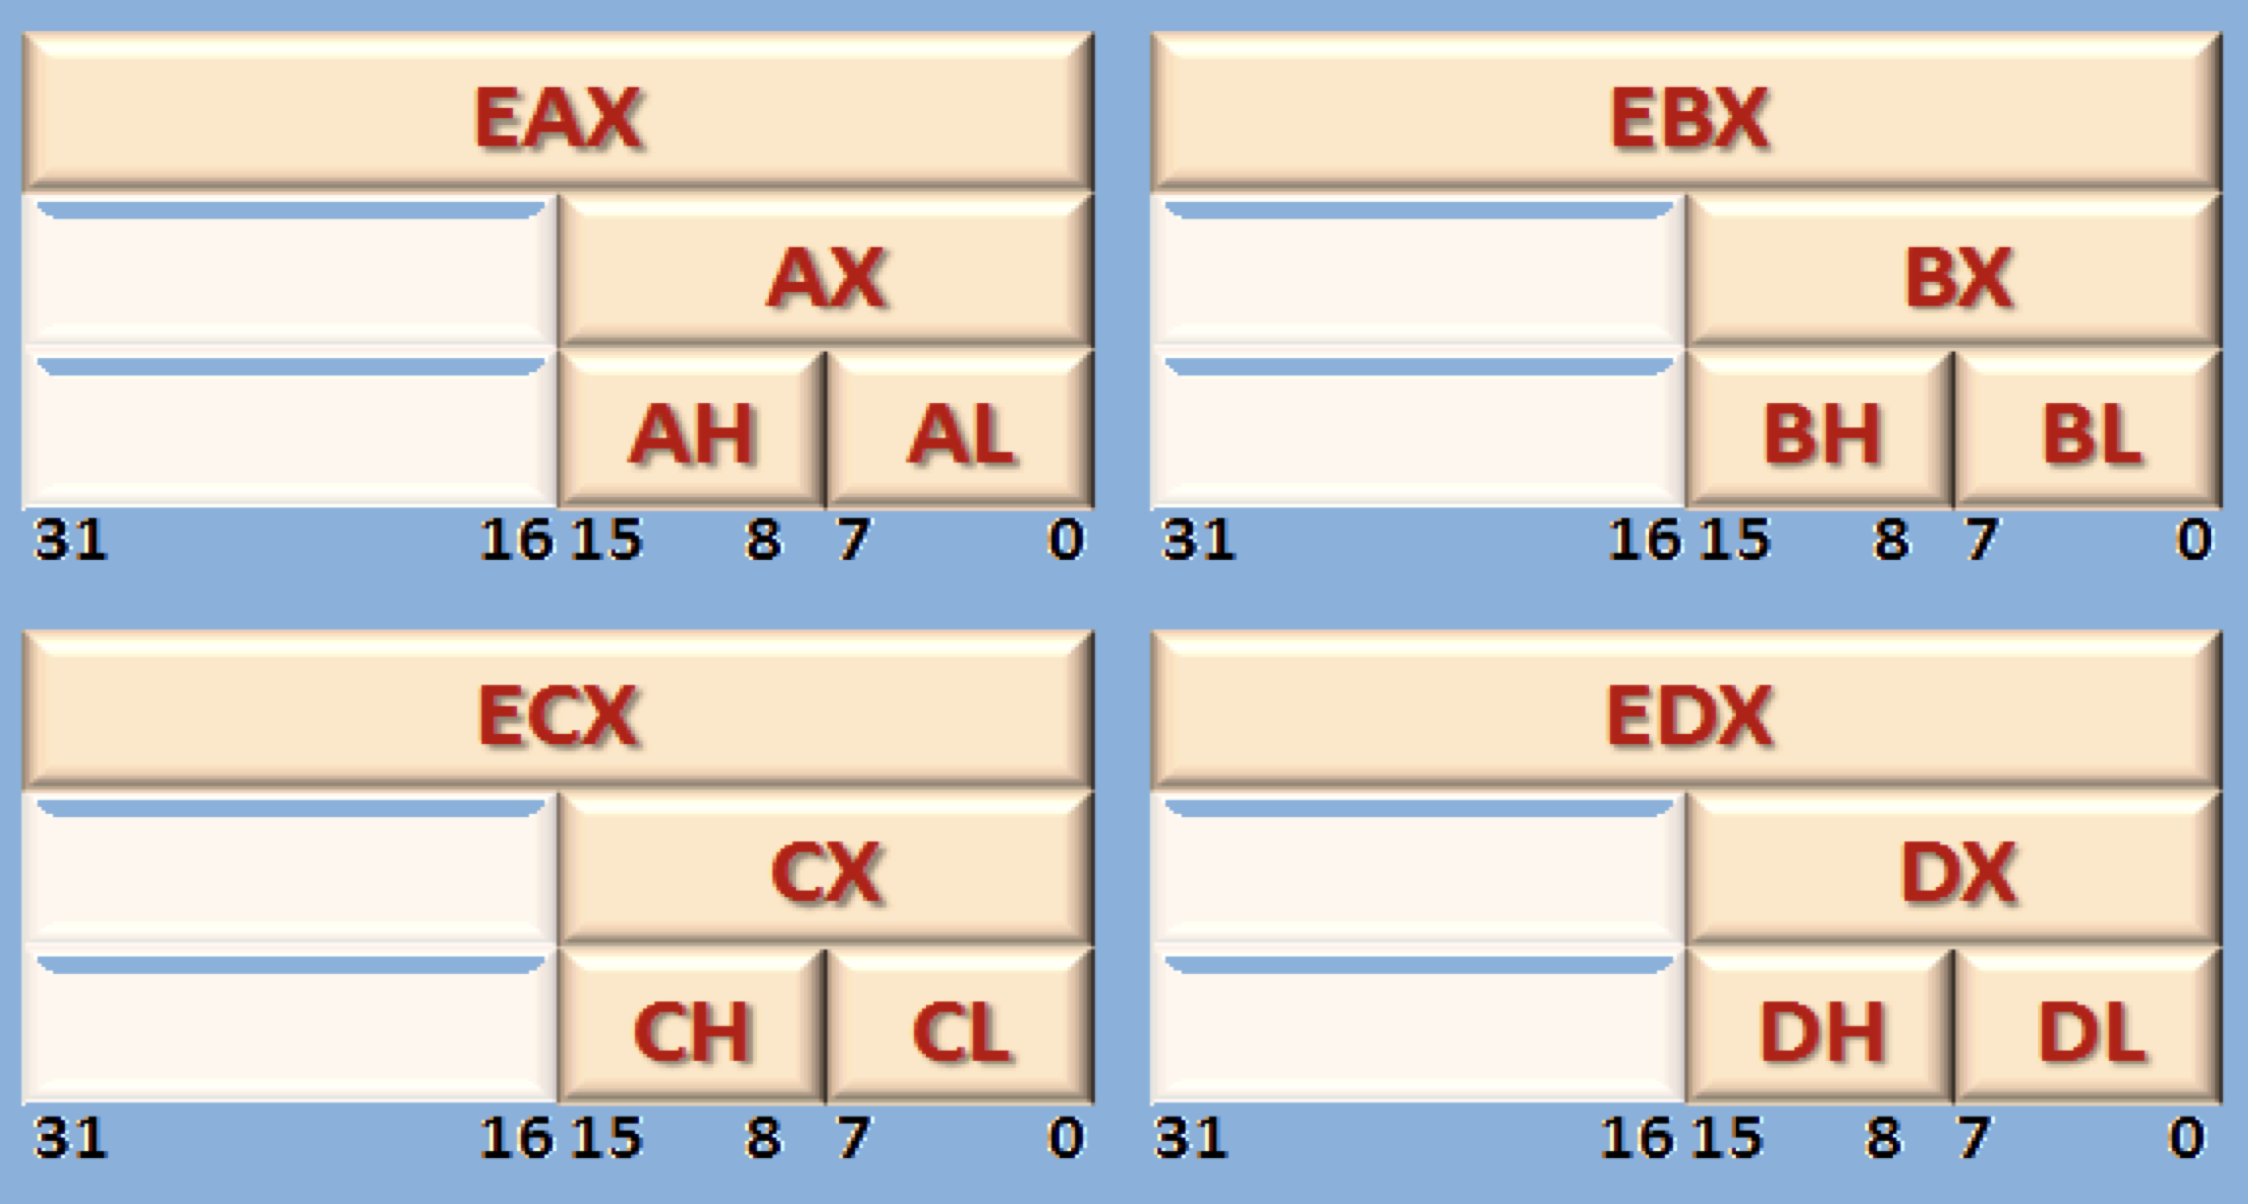 EAX
AX
AH AL
31 16 15 8 7 0
EBX
BX
BH BL
31 16 15 8 7 0
ECX
CX
CH CL
31 16 15 8 7 0
EDX
DX
DH DL
31 16 15 8 7 0